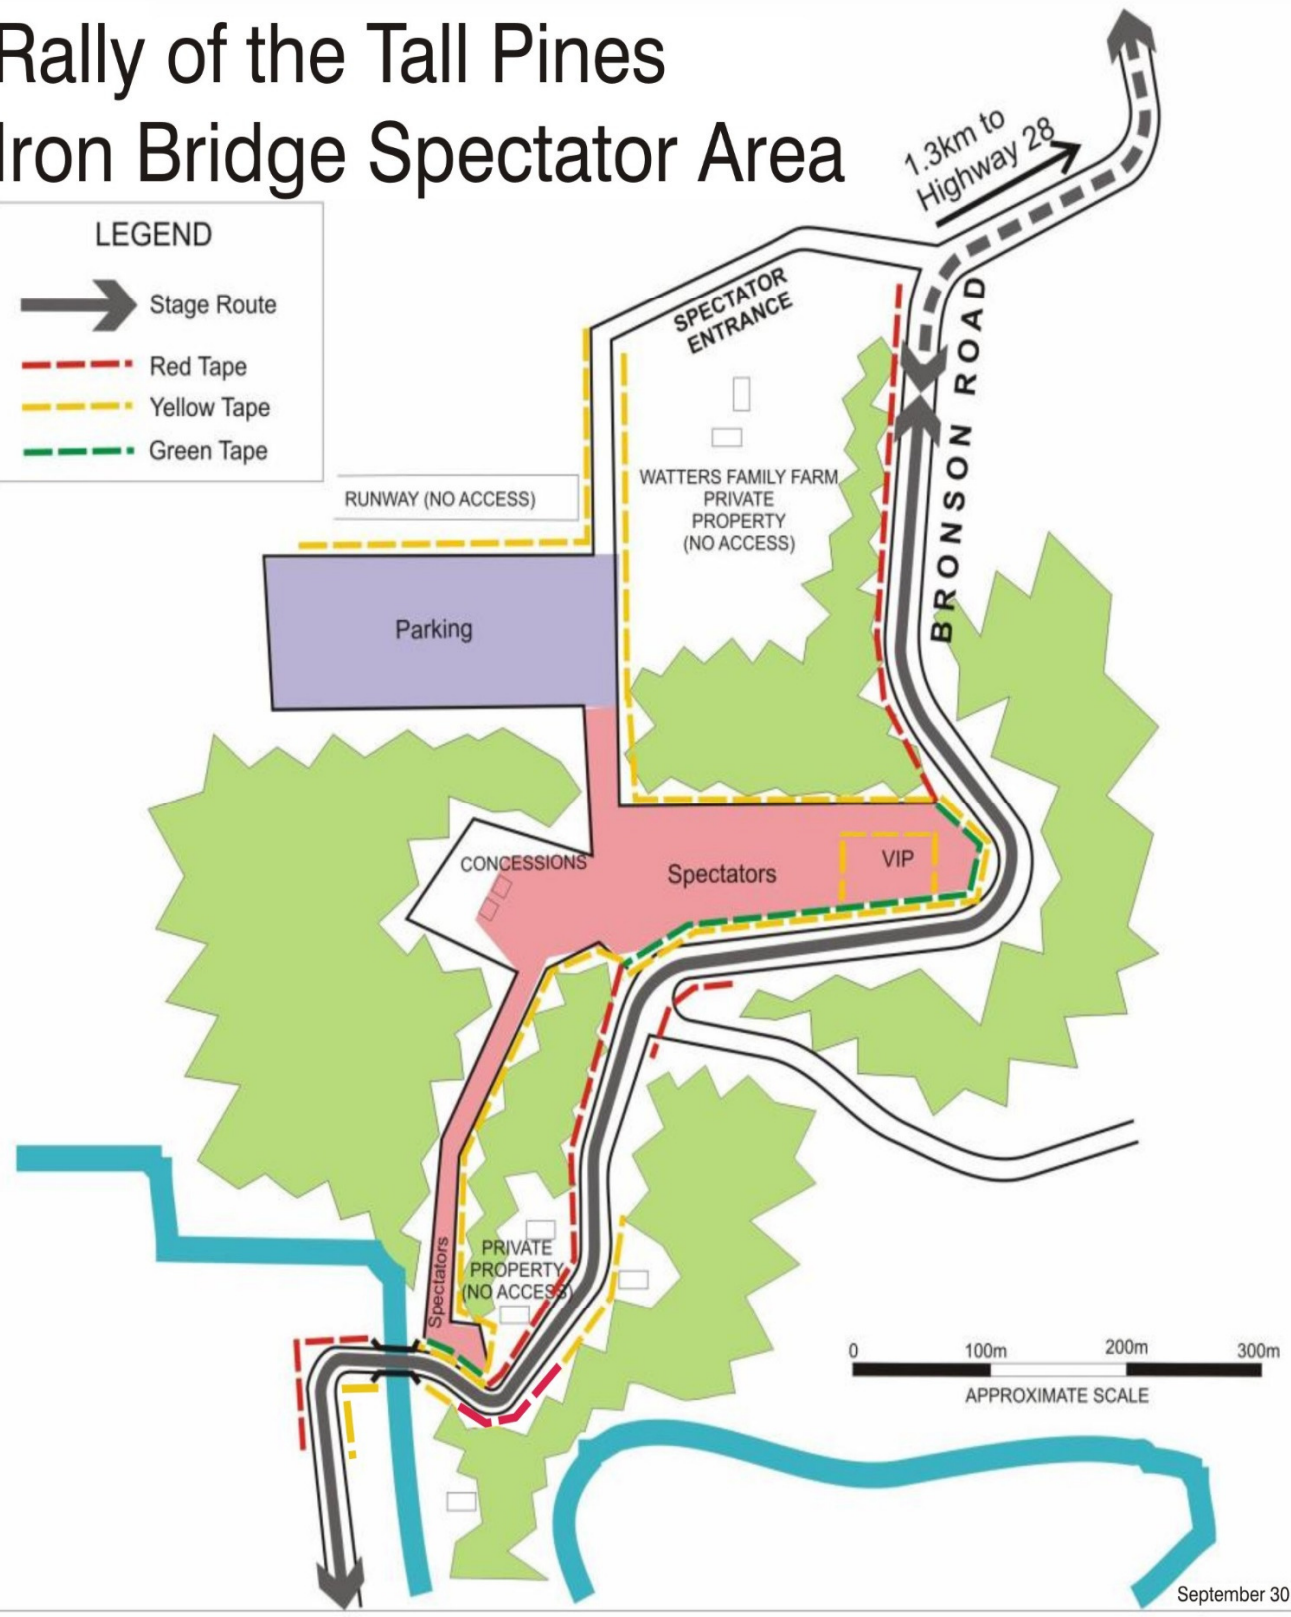 Rally of the Tall Pines
Iron Bridge Spectator Area
1.3km to
Highway 28
LEGEND
Stage Route
Red Tape
Yellow Tape
Green Tape
SPECTATOR
ENTRANCE
BRONSON ROAD
RUNWAY (NO ACCESS)
WATTERS FAMILY FARM
PRIVATE
PROPERTY
(NO ACCESS)
Parking
CONCESSIONS
Spectators
VIP
Spectators
PRIVATE
PROPERTY
(NO ACCESS)
0 100m 200m 300m
APPROXIMATE SCALE
September 30